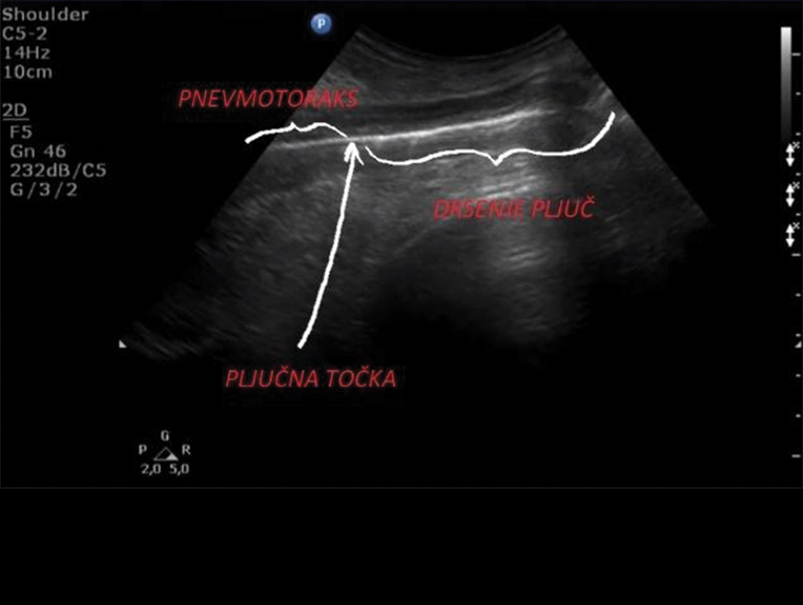 Shoulder
C5-2
14Hz
10cm
2D
F5
Gn 46
232dB/C5
G/3/2
P
PNEVMOTORAKS
DRSENJE PLJUČ
PLJUČNA TOČKA
G
P R
2,0 5,0